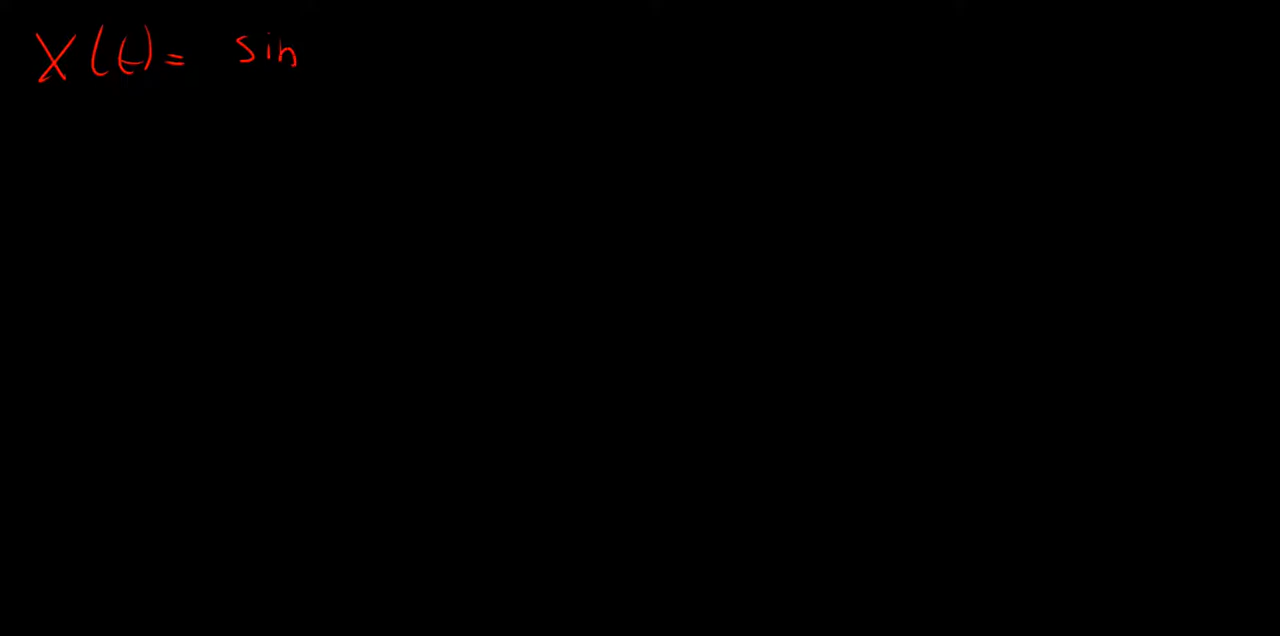 X(t) = sin